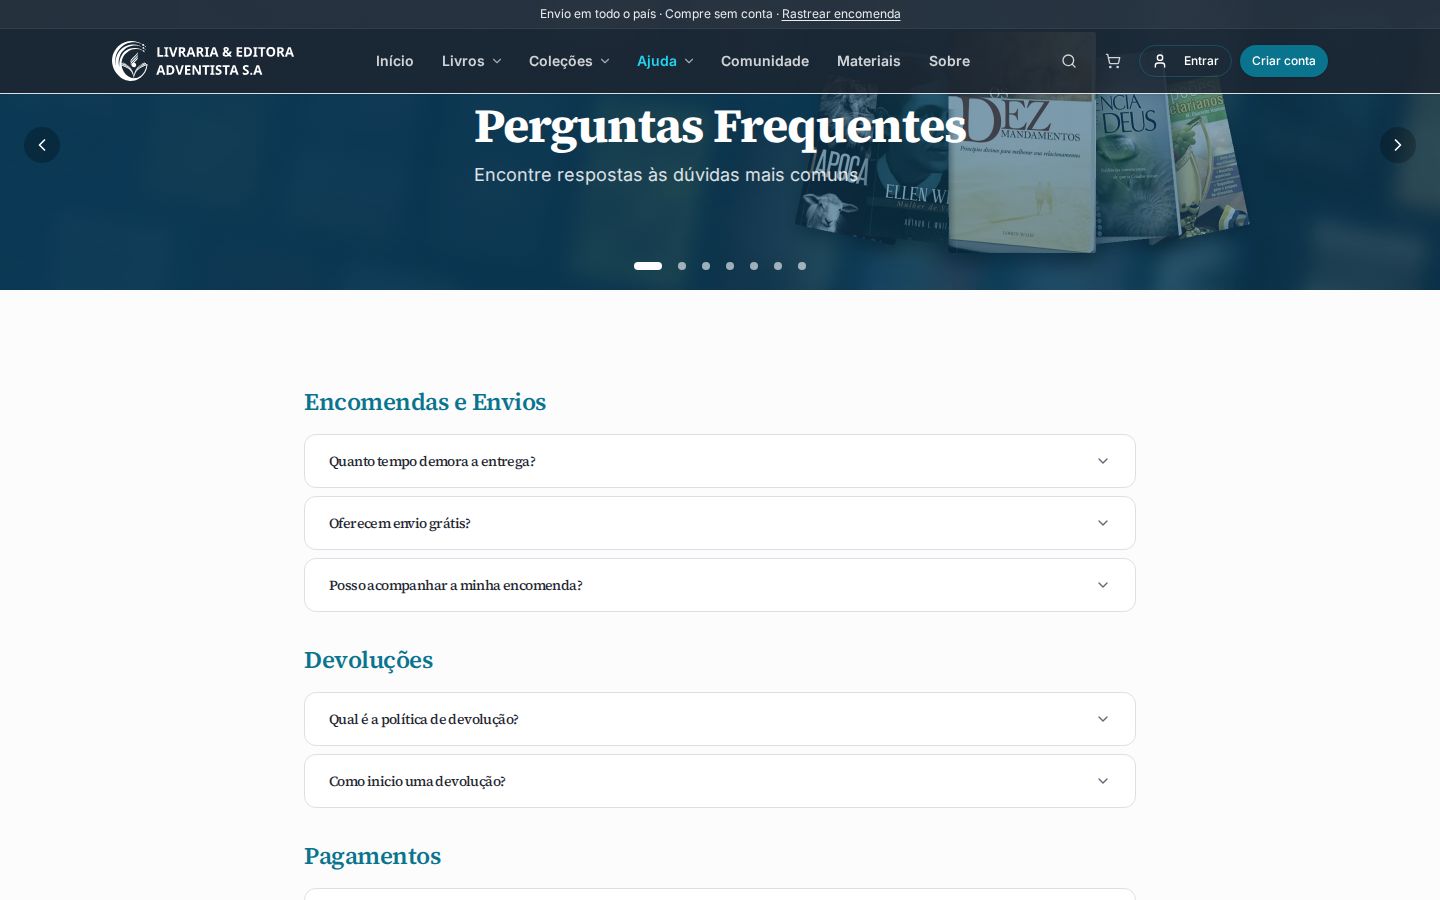 Envio em todo o país · Compre sem conta · Rastrear encomenda
LIVRARIA & EDITORA
ADVENTISTA S.A
Início
Livros
Coleções
Ajuda
Comunidade
Materiais
Sobre
Entrar
Criar conta
Perguntas Frequentes
Encontre respostas às dúvidas mais comuns
DEZ
MANDAMENTOS
ELLEN
DEUS
Encomendas e Envios
Quanto tempo demora a entrega?
Oferecem envio grátis?
Posso acompanhar a minha encomenda?
Devoluções
Qual é a política de devolução?
Como inicio uma devolução?
Pagamentos